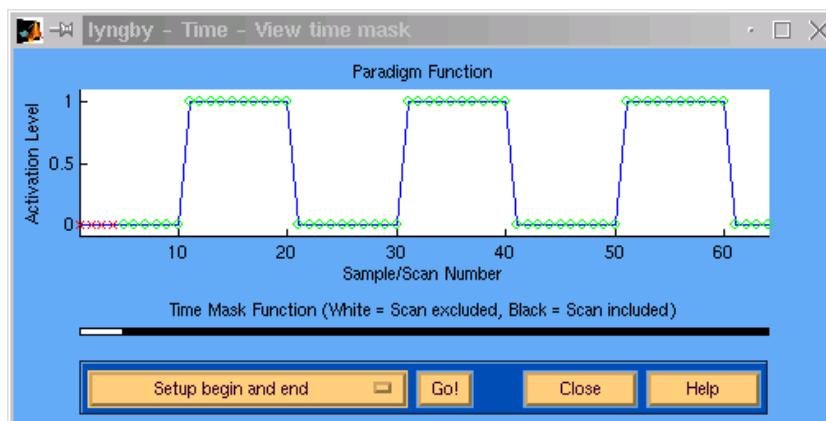 lyngby - Time - View time mask
Paradigm Function
Activation Level
1
0.5
0
10 20 30 40 50 60
Sample/Scan Number
Time Mask Function (White = Scan excluded, Black = Scan included)
Setup begin and end Go! Close Help